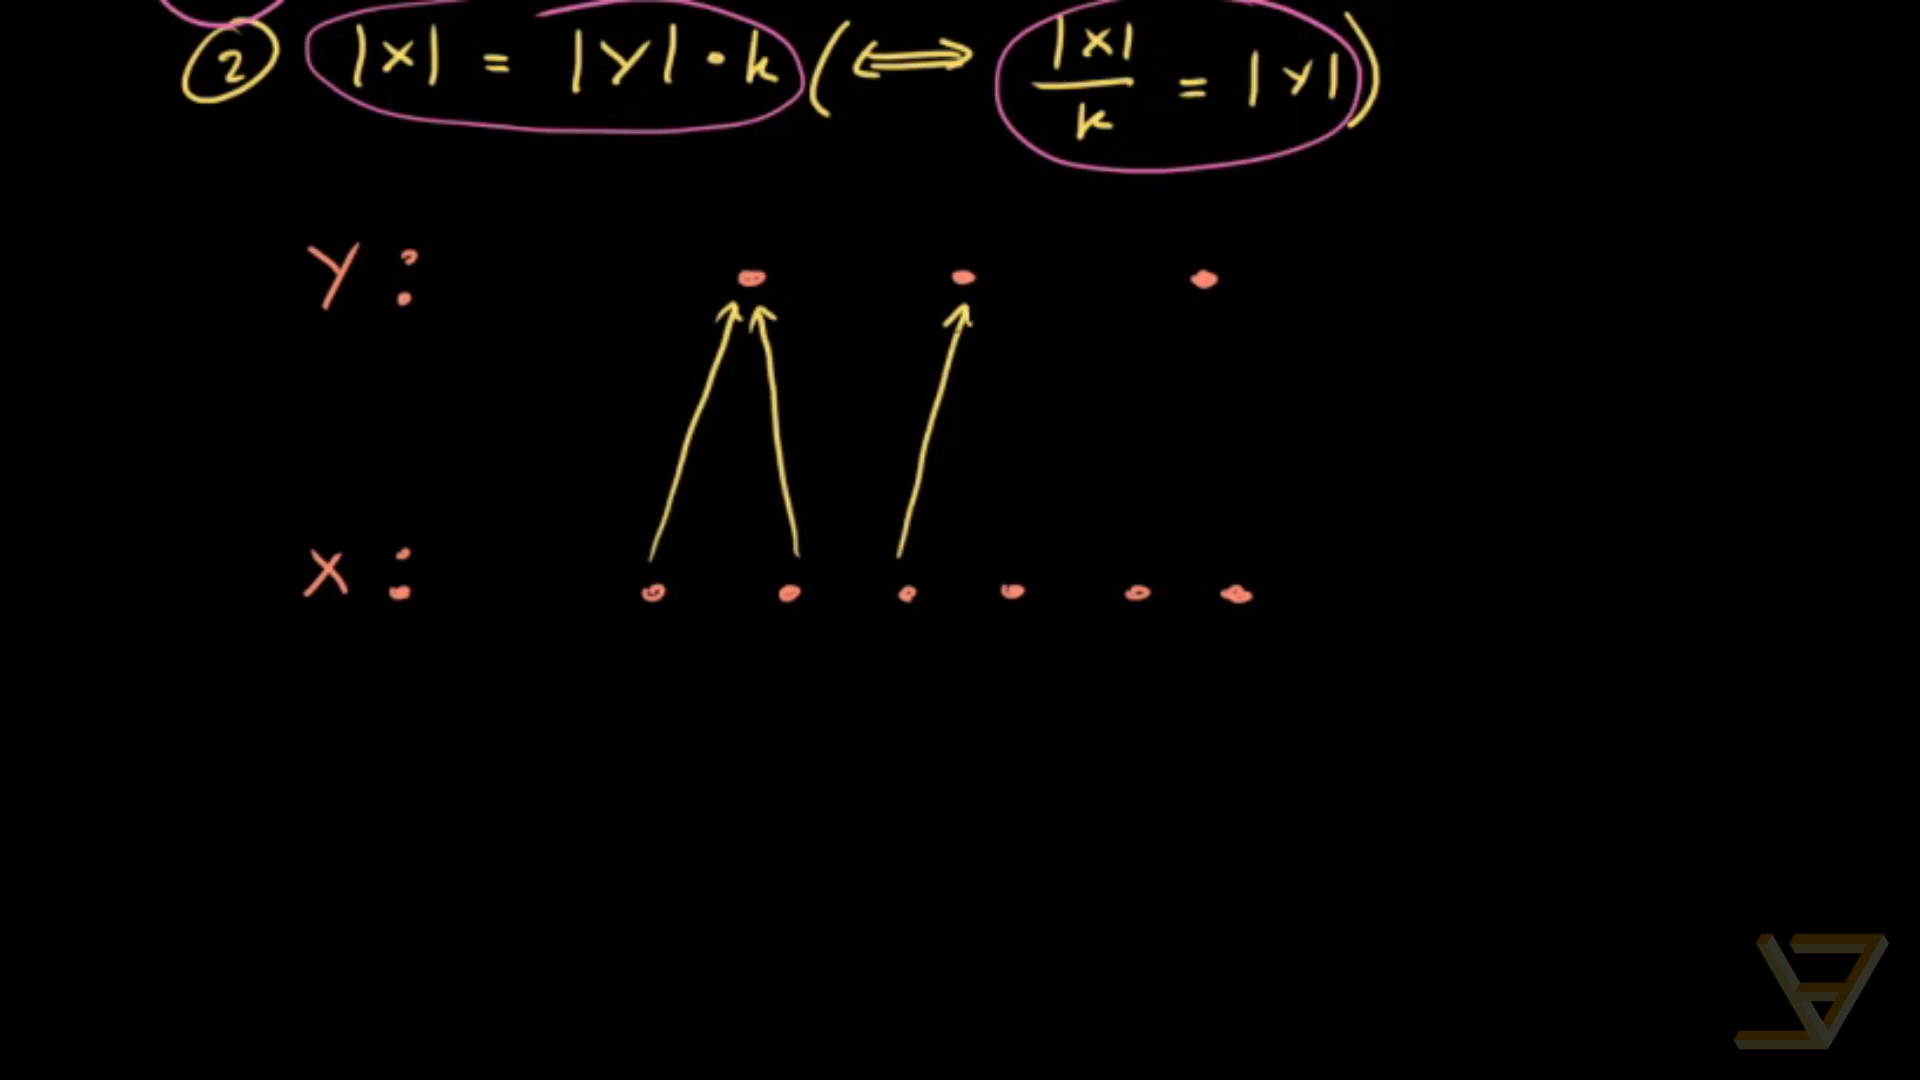 ② |X| = |Y| · k ( ⟺ |X|/k = |Y| )
Y :
X :